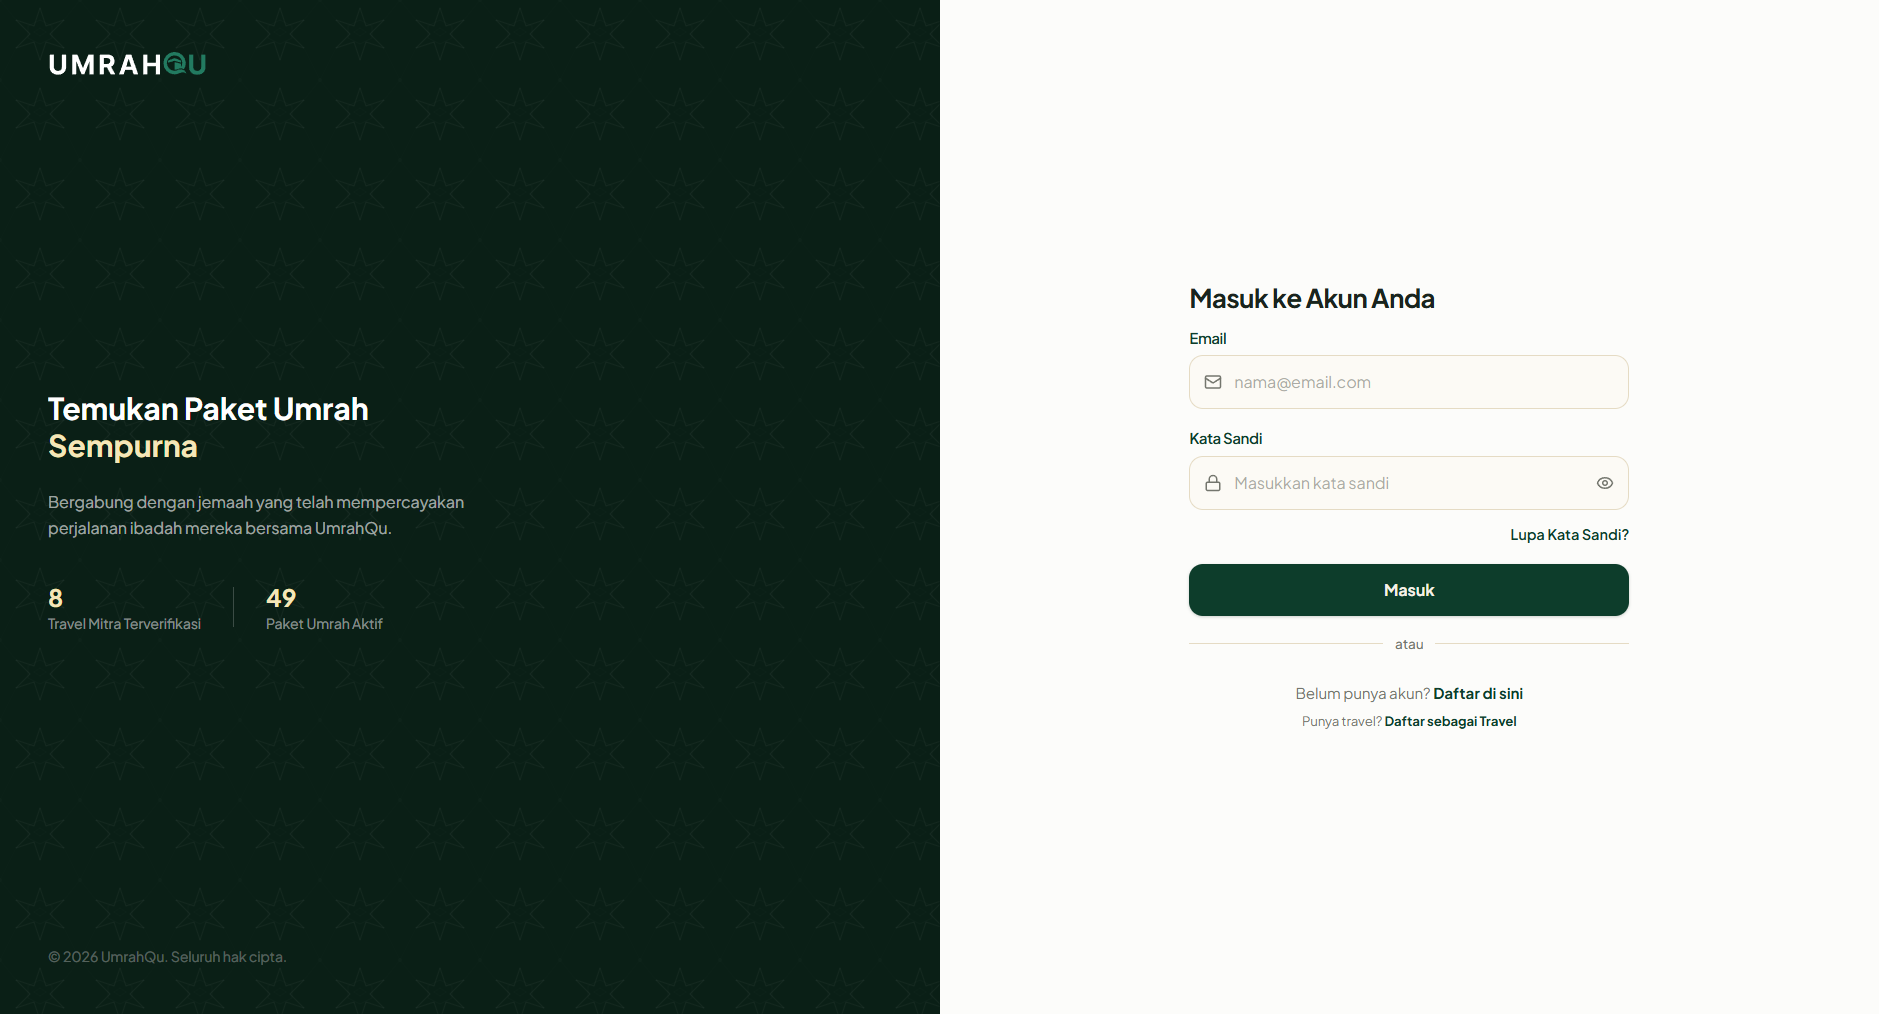 UMRAHQU
Temukan Paket Umrah
Sempurna
Bergabung dengan jemaah yang telah mempercayakan
perjalanan ibadah mereka bersama UmrahQu.
8
Travel Mitra Terverifikasi
49
Paket Umrah Aktif
© 2026 UmrahQu. Seluruh hak cipta.
Masuk ke Akun Anda
Email
nama@email.com
Kata Sandi
Masukkan kata sandi
Lupa Kata Sandi?
Masuk
atau
Belum punya akun? Daftar di sini
Punya travel? Daftar sebagai Travel